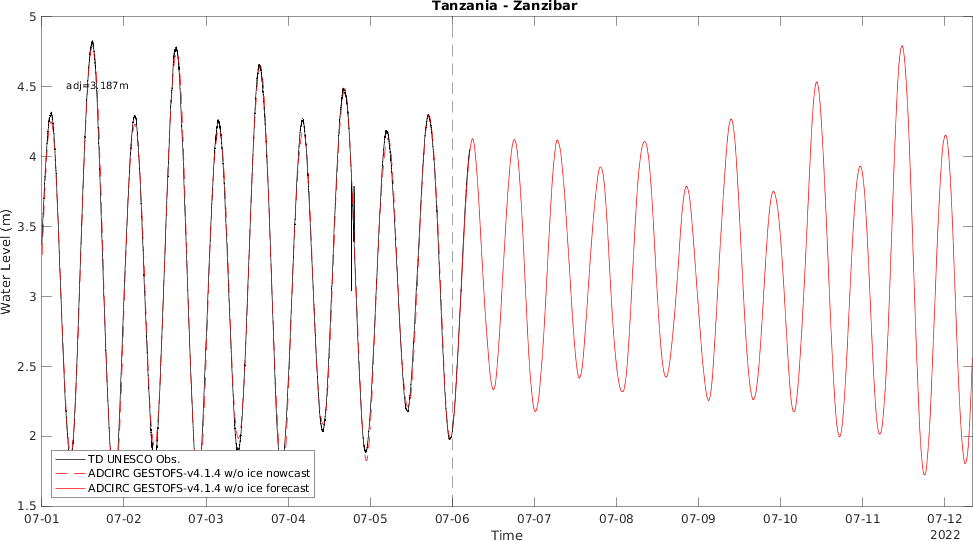 Tanzania - Zanzibar
5
4.5
4
3.5
3
2.5
2
1.5
Water Level (m)
adj=3.187m
TD UNESCO Obs.
ADCIRC GESTOFS-v4.1.4 w/o ice nowcast
ADCIRC GESTOFS-v4.1.4 w/o ice forecast
07-01 07-02 07-03 07-04 07-05 07-06 07-07 07-08 07-09 07-10 07-11 07-12
2022
Time